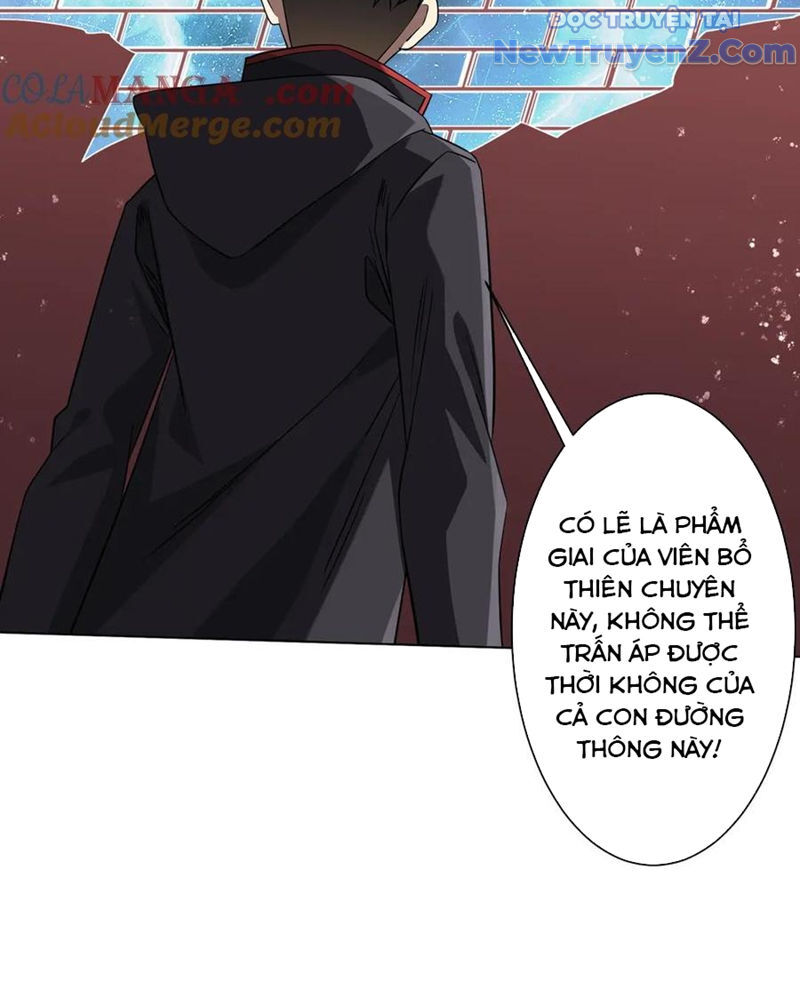 ĐỌC TRUYỆN TẠI
NewTruyenZ.Com
COLAMANGA.com
ACloudMerge.com
CÓ LẼ LÀ PHẨM
GIAI CỦA VIÊN BỔ
THIÊN CHUYÊN
NÀY, KHÔNG THỂ
TRẤN ÁP ĐƯỢC
THỜI KHÔNG CỦA
CẢ CON ĐƯỜNG
THÔNG NÀY!